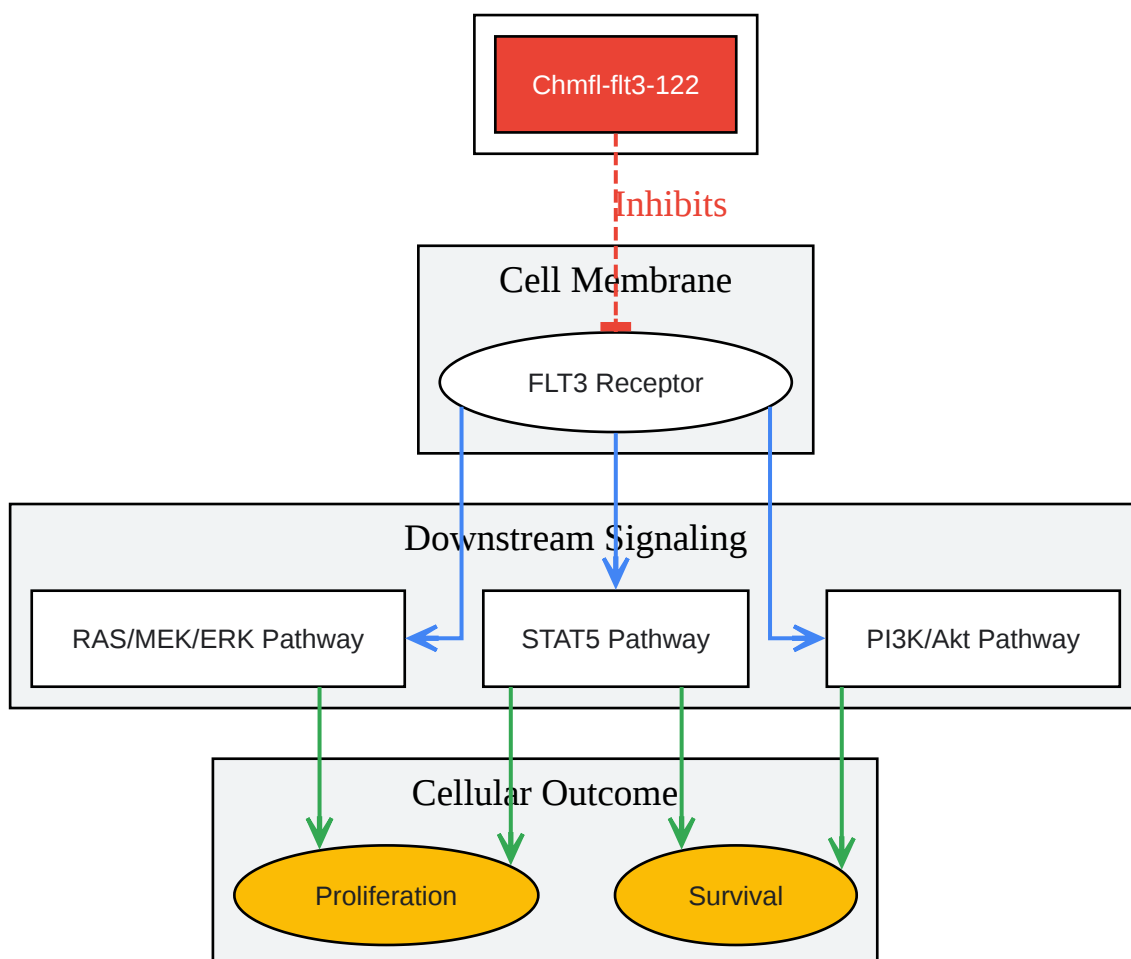 Chmfl-flt3-122
Inhibits
Cell Membrane
FLT3 Receptor
Downstream Signaling
RAS/MEK/ERK Pathway
STAT5 Pathway
PI3K/Akt Pathway
Cellular Outcome
Proliferation
Survival